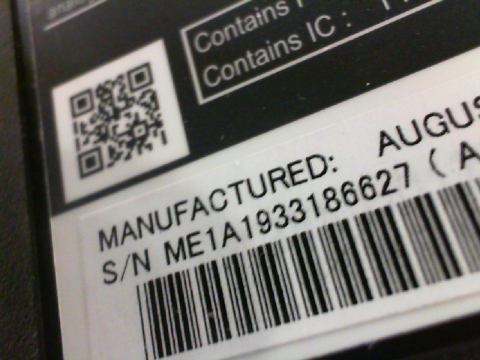 Contains
Contains IC :
MANUFACTURED: AUGUS
S/N ME1A1933186627 ( A